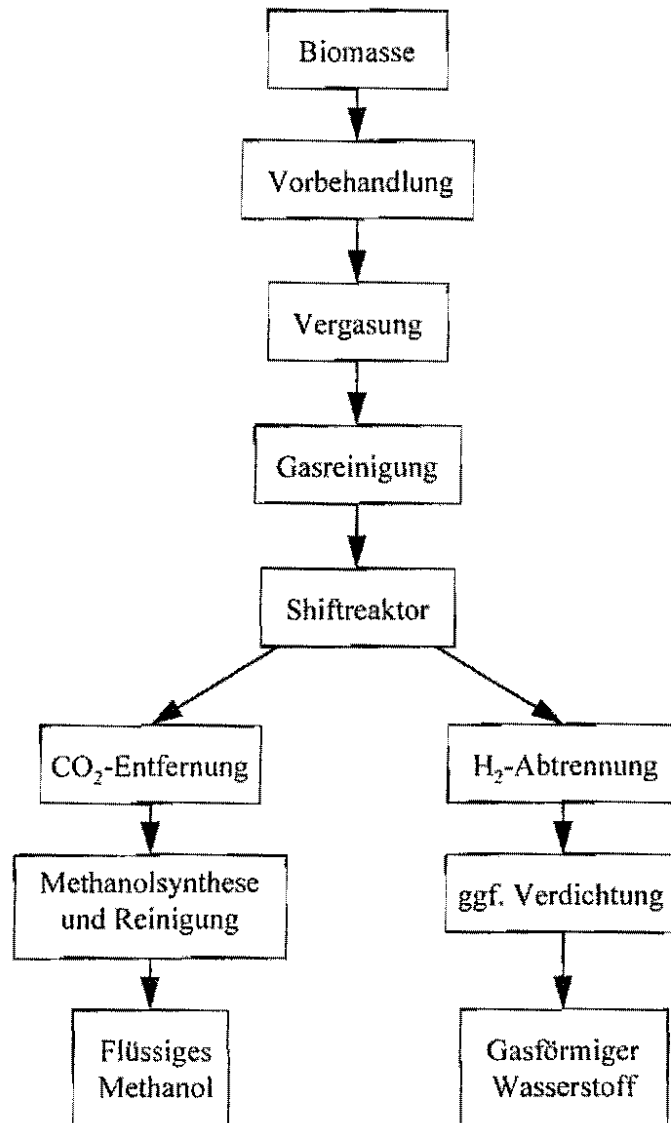 Biomasse
Vorbehandlung
Vergasung
Gasreinigung
Shiftreaktor
CO₂-Entfernung
H₂-Abtrennung
Methanolsynthese
und Reinigung
ggf. Verdichtung
Flüssiges
Methanol
Gasförmiger
Wasserstoff